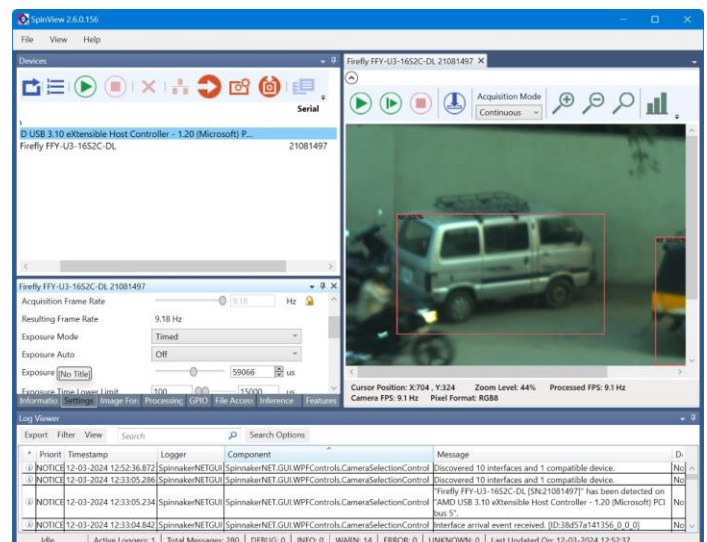 SpinView 2.6.0.156
File View Help
Devices
Serial
D USB 3.10 eXtensible Host Controller - 1.20 (Microsoft) P...
Firefly FFY-U3-16S2C-DL 21081497
Firefly FFY-U3-16S2C-DL 21081497
Acquisition Frame Rate 9.18 Hz
Resulting Frame Rate 9.18 Hz
Exposure Mode Timed
Exposure Auto Off
Exposure [No Title] 59066 us
Exposure Time Lower Limit 100 15000 us
Informatio Settings Image Fon Processing GPIO File Access Inference Features
Firefly FFY-U3-16S2C-DL 21081497
Acquisition Mode
Continuous
Cursor Position: X:704 , Y:324 Zoom Level: 44% Processed FPS: 9.1 Hz
Camera FPS: 9.1 Hz Pixel Format: RGB8
Log Viewer
Export Filter View Search Search Options
* Priorit Timestamp Logger Component Message
NOTICE 12-03-2024 12:52:36.872 SpinnakerNETGUI SpinnakerNET.GUI.WPFControls.CameraSelectionControl Discovered 10 interfaces and 1 compatible device. No
NOTICE 12-03-2024 12:33:05.286 SpinnakerNETGUI SpinnakerNET.GUI.WPFControls.CameraSelectionControl Discovered 10 interfaces and 1 compatible device. No
NOTICE 12-03-2024 12:33:05.234 SpinnakerNETGUI SpinnakerNET.GUI.WPFControls.CameraSelectionControl "Firefly FFY-U3-16S2C-DL [SN:21081497]" has been detected on No
"AMD USB 3.10 eXtensible Host Controller - 1.20 (Microsoft) PCI
bus 5".
NOTICE 12-03-2024 12:33:04.842 SpinnakerNETGUI SpinnakerNET.GUI.WPFControls.CameraSelectionControl Interface arrival event received. [ID:38d57a141356_0_0_0] No
Idle Active Loggers: 1 Total Messages: 280 DEBUG: 0 INFO: 0 WARN: 14 ERROR: 0 UNKNOWN: 0 Last Updated On: 12-03-2024 12:52:37